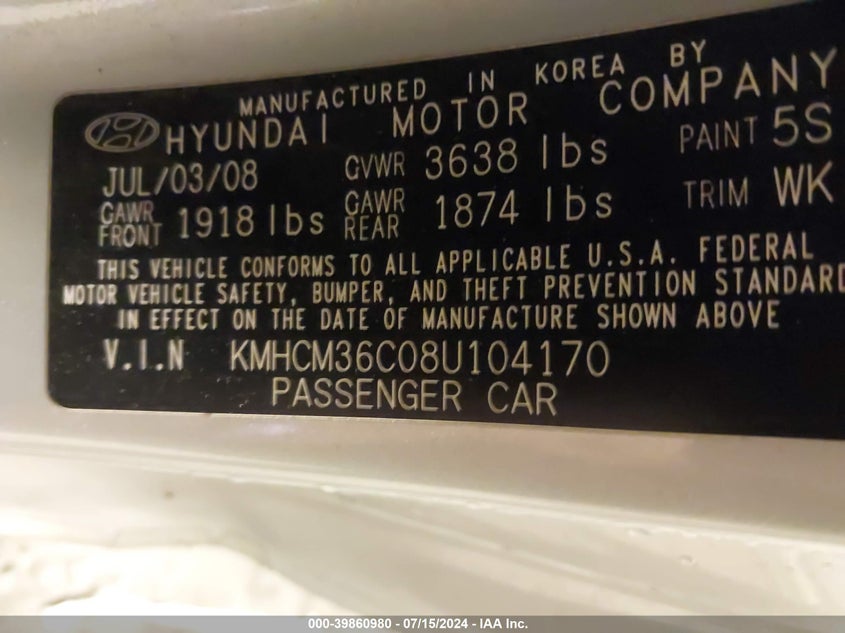 MANUFACTURED IN KOREA BY
HYUNDAI MOTOR COMPANY
JUL/03/08 GVWR 3638 lbs PAINT 5S
GAWR FRONT 1918 lbs GAWR REAR 1874 lbs TRIM WK
THIS VEHICLE CONFORMS TO ALL APPLICABLE U.S.A. FEDERAL
MOTOR VEHICLE SAFETY, BUMPER, AND THEFT PREVENTION STANDARD
IN EFFECT ON THE DATE OF MANUFACTURE SHOWN ABOVE
V.I.N KMHCM36C08U104170
PASSENGER CAR
000-39860980 - 07/15/2024 - IAA Inc.